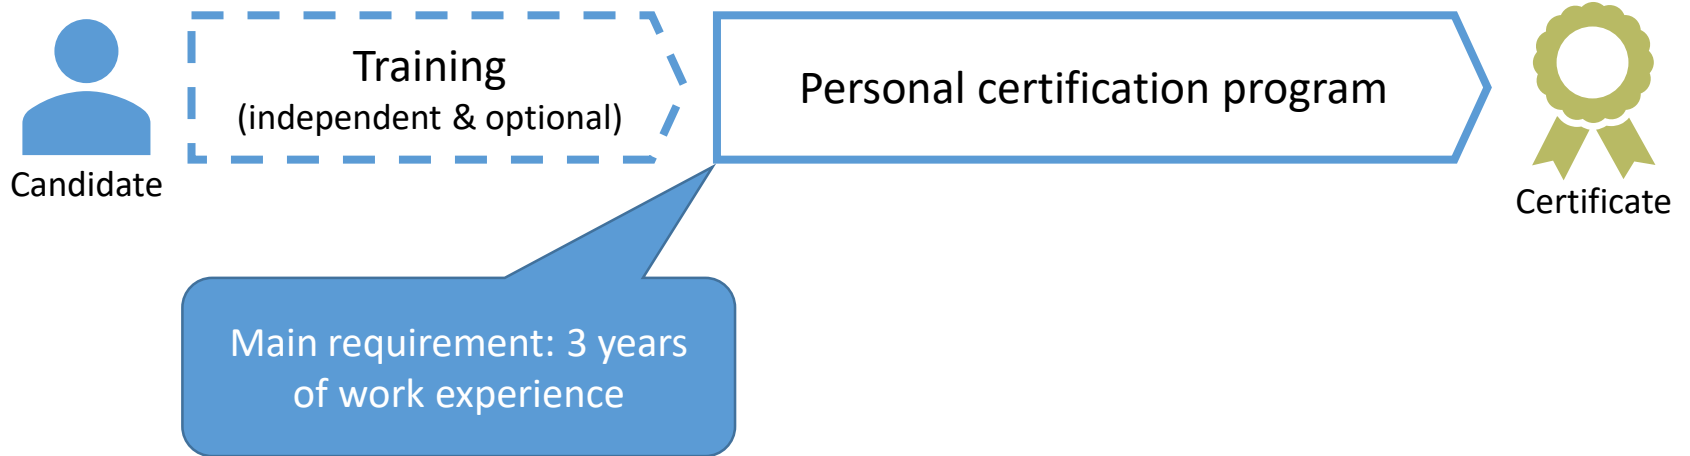 Training
(independent & optional)
Personal certification program
Candidate
Certificate
Main requirement: 3 years
of work experience